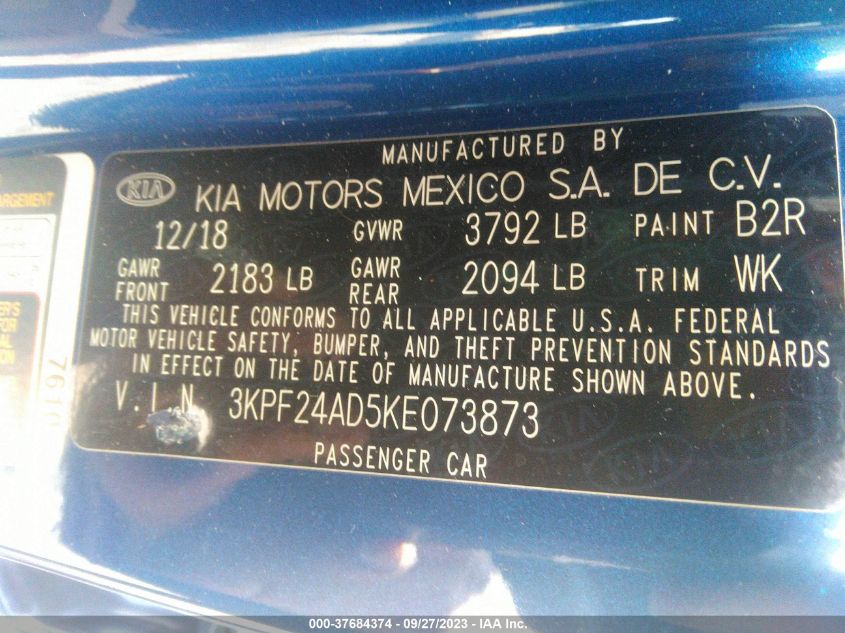 MANUFACTURED BY
KIA KIA MOTORS MEXICO S.A. DE C.V.
12/18 GVWR 3792 LB PAINT B2R
GAWR FRONT 2183 LB GAWR REAR 2094 LB TRIM WK
THIS VEHICLE CONFORMS TO ALL APPLICABLE U.S.A. FEDERAL
MOTOR VEHICLE SAFETY, BUMPER, AND THEFT PREVENTION STANDARDS
IN EFFECT ON THE DATE OF MANUFACTURE SHOWN ABOVE.
V.I.N 3KPF24AD5KE073873
PASSENGER CAR
000-37684374 - 09/27/2023 - IAA Inc.